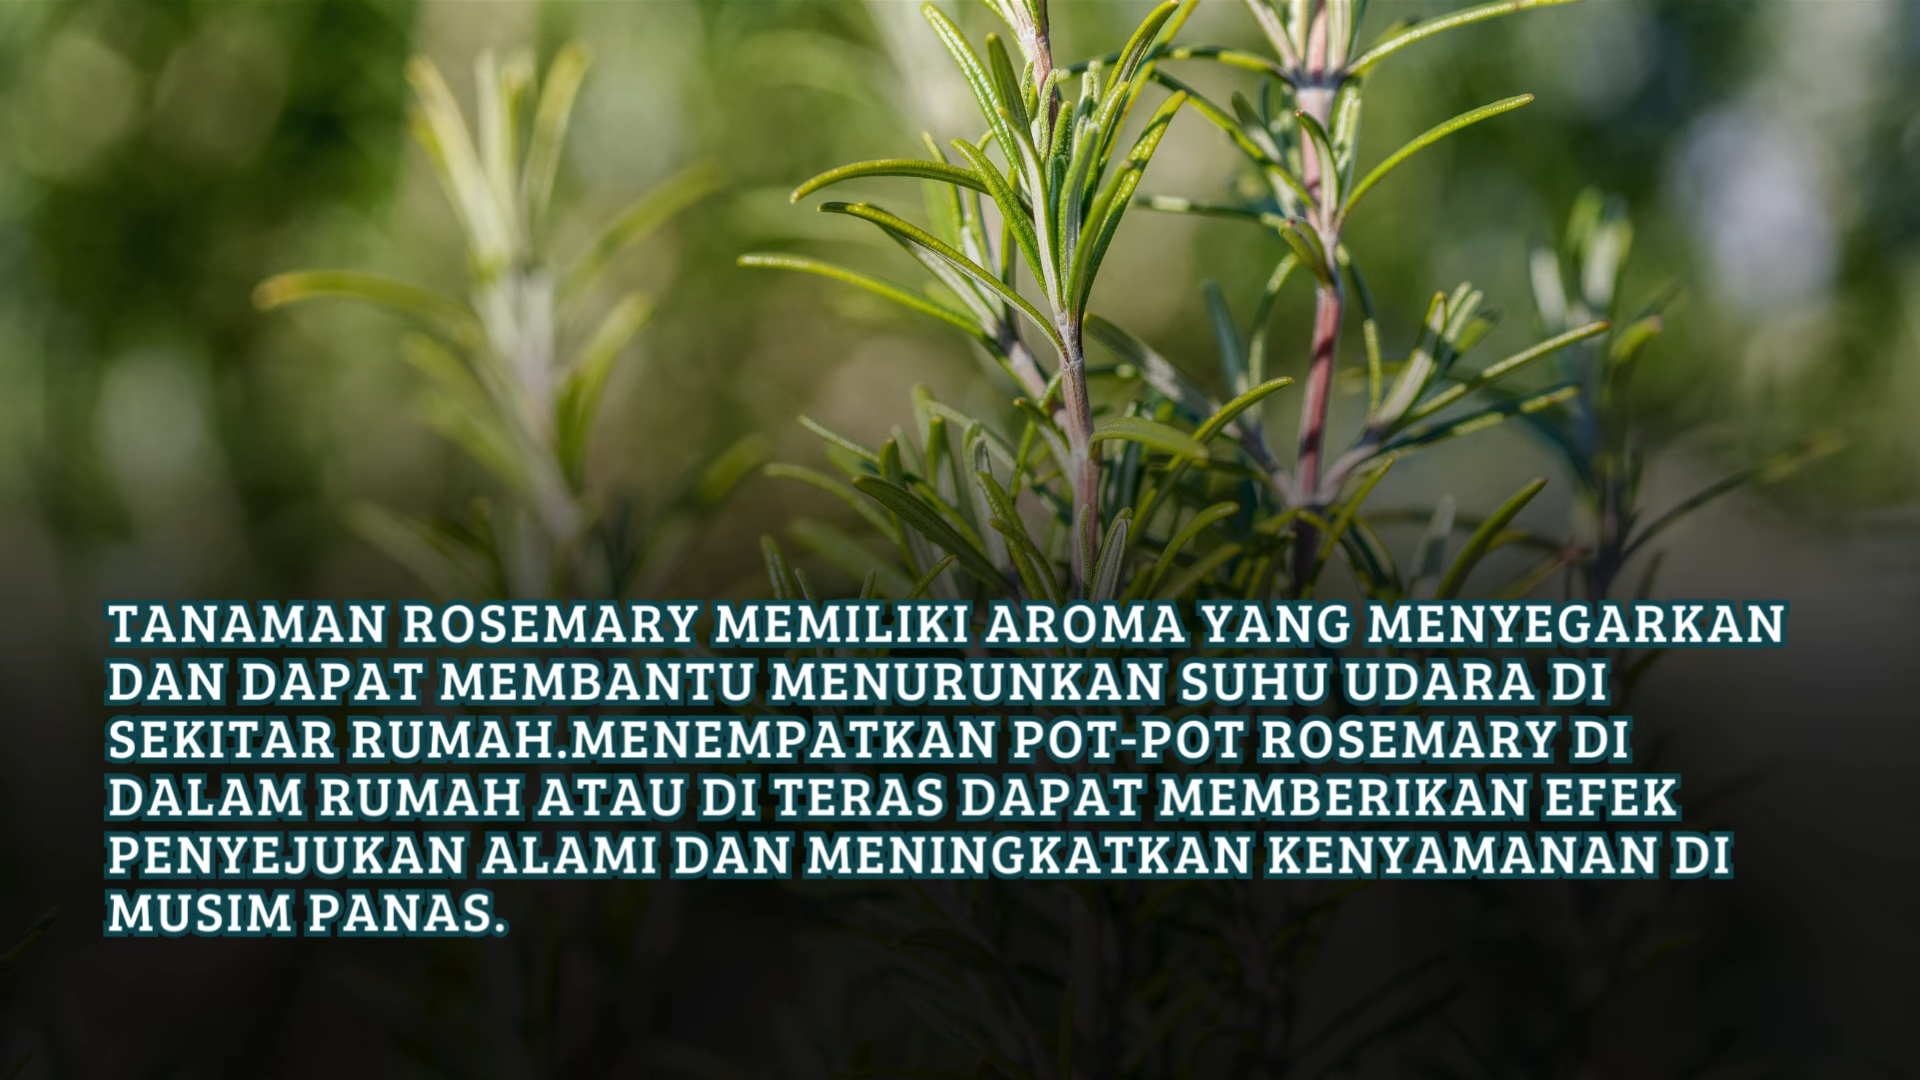 TANAMAN ROSEMARY MEMILIKI AROMA YANG MENYEGARKAN
DAN DAPAT MEMBANTU MENURUNKAN SUHU UDARA DI
SEKITAR RUMAH.MENEMPATKAN POT-POT ROSEMARY DI
DALAM RUMAH ATAU DI TERAS DAPAT MEMBERIKAN EFEK
PENYEJUKAN ALAMI DAN MENINGKATKAN KENYAMANAN DI
MUSIM PANAS.